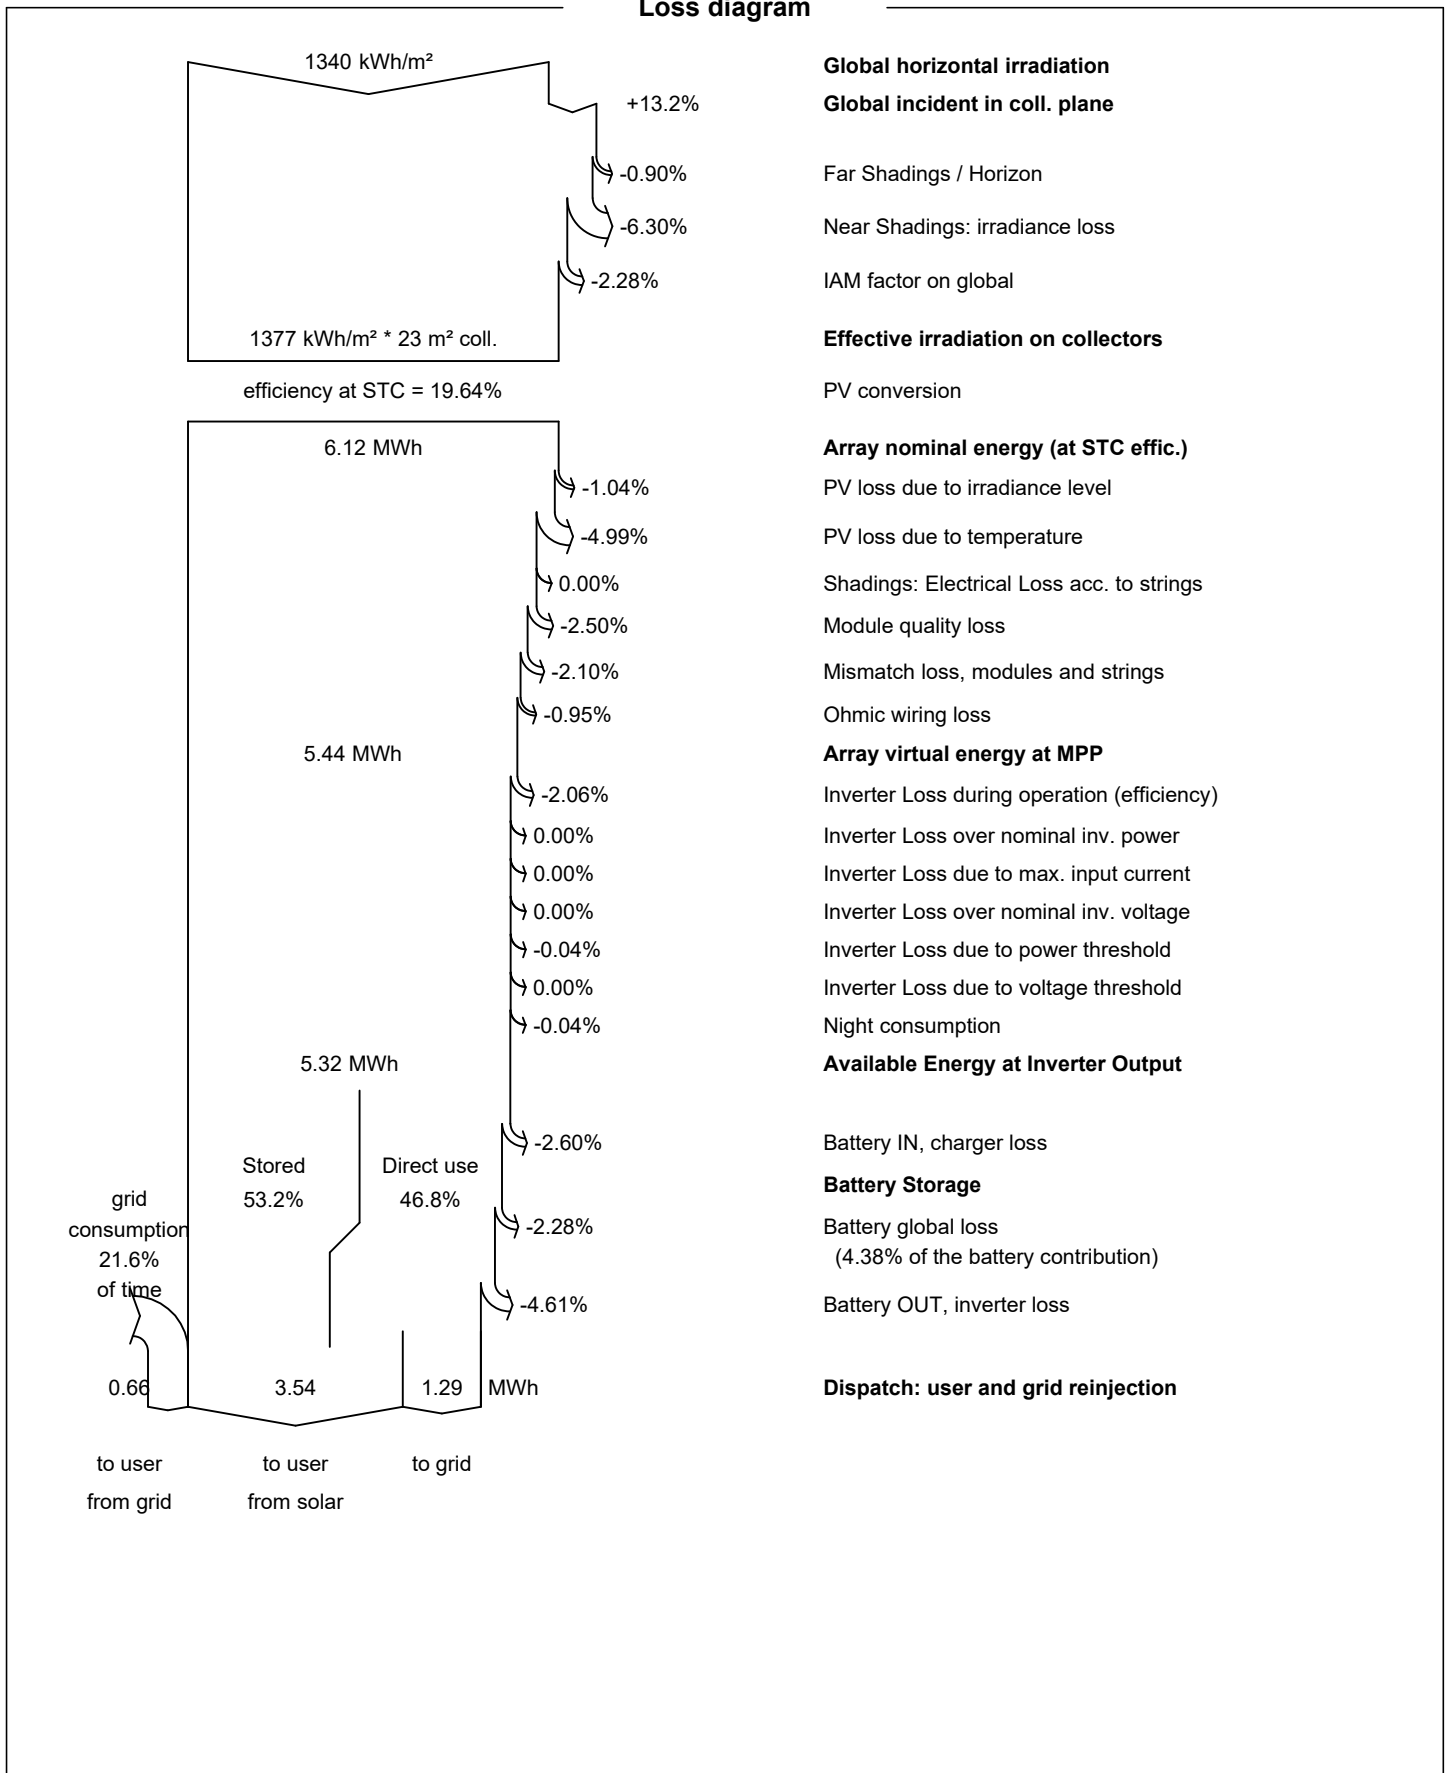 Loss diagram
1340 kWh/m² Global horizontal irradiation
+13.2% Global incident in coll. plane
-0.90% Far Shadings / Horizon
-6.30% Near Shadings: irradiance loss
-2.28% IAM factor on global
1377 kWh/m² * 23 m² coll. Effective irradiation on collectors
efficiency at STC = 19.64% PV conversion
6.12 MWh Array nominal energy (at STC effic.)
-1.04% PV loss due to irradiance level
-4.99% PV loss due to temperature
0.00% Shadings: Electrical Loss acc. to strings
-2.50% Module quality loss
-2.10% Mismatch loss, modules and strings
-0.95% Ohmic wiring loss
5.44 MWh Array virtual energy at MPP
-2.06% Inverter Loss during operation (efficiency)
0.00% Inverter Loss over nominal inv. power
0.00% Inverter Loss due to max. input current
0.00% Inverter Loss over nominal inv. voltage
-0.04% Inverter Loss due to power threshold
0.00% Inverter Loss due to voltage threshold
-0.04% Night consumption
5.32 MWh Available Energy at Inverter Output
-2.60% Battery IN, charger loss
Stored Direct use
Battery Storage
grid 53.2% 46.8%
consumption -2.28% Battery global loss
21.6% (4.38% of the battery contribution)
of time
-4.61% Battery OUT, inverter loss
0.66 3.54 1.29 MWh Dispatch: user and grid reinjection
to user to user to grid
from grid from solar